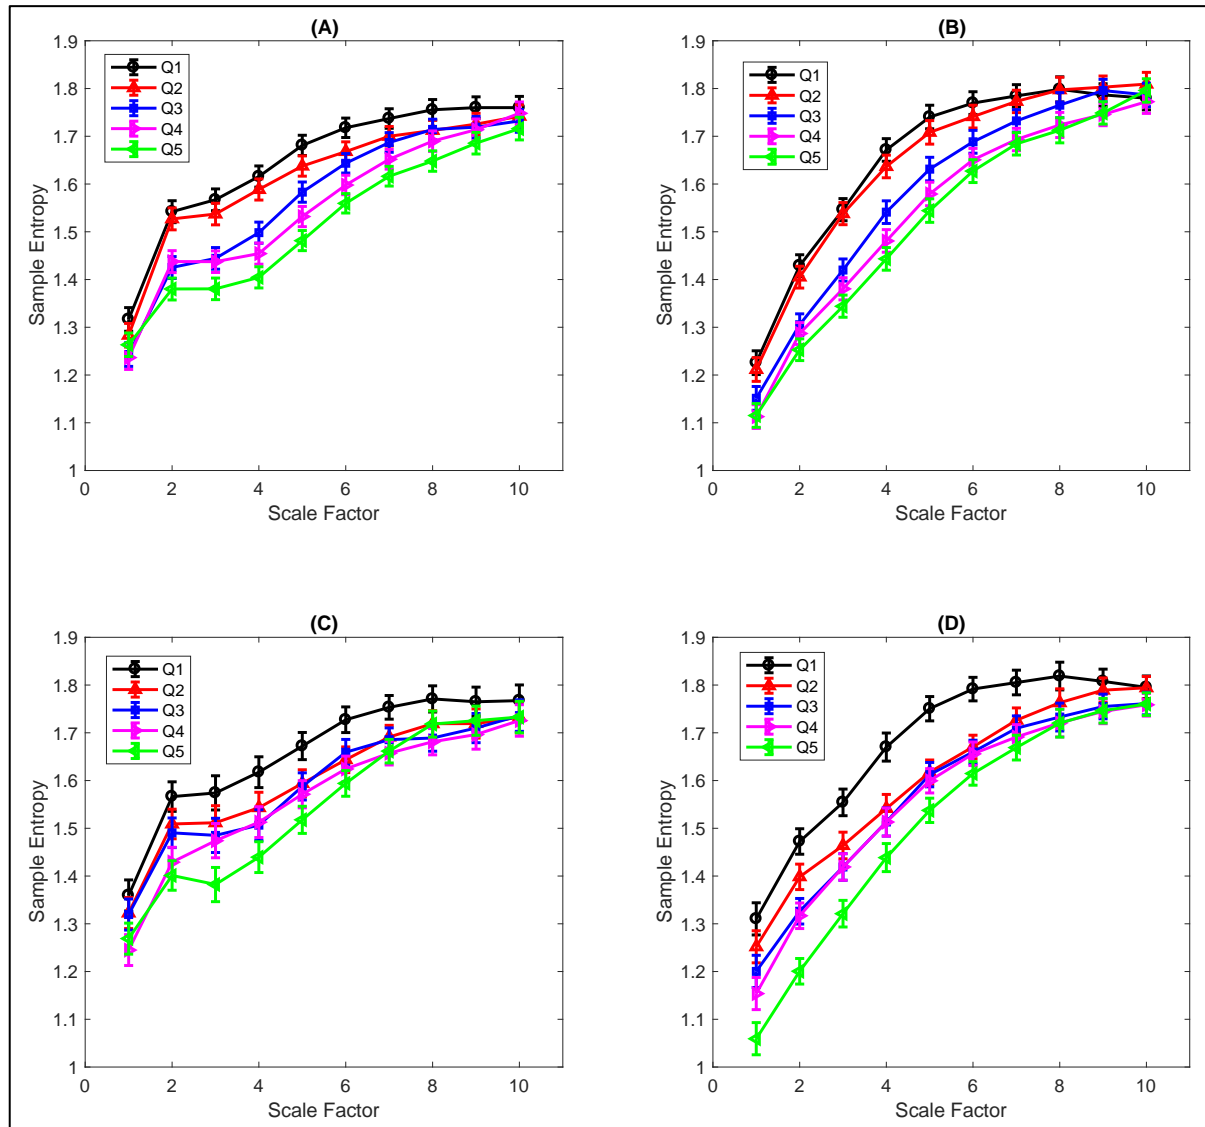 (A)
1.9
1.8
1.7
1.6
1.5
1.4
1.3
1.2
1.1
1
Sample Entropy
Q1
Q2
Q3
Q4
Q5
0 2 4 6 8 10
Scale Factor
(B)
1.9
1.8
1.7
1.6
1.5
1.4
1.3
1.2
1.1
1
Sample Entropy
Q1
Q2
Q3
Q4
Q5
0 2 4 6 8 10
Scale Factor
(C)
1.9
1.8
1.7
1.6
1.5
1.4
1.3
1.2
1.1
1
Sample Entropy
Q1
Q2
Q3
Q4
Q5
0 2 4 6 8 10
Scale Factor
(D)
1.9
1.8
1.7
1.6
1.5
1.4
1.3
1.2
1.1
1
Sample Entropy
Q1
Q2
Q3
Q4
Q5
0 2 4 6 8 10
Scale Factor